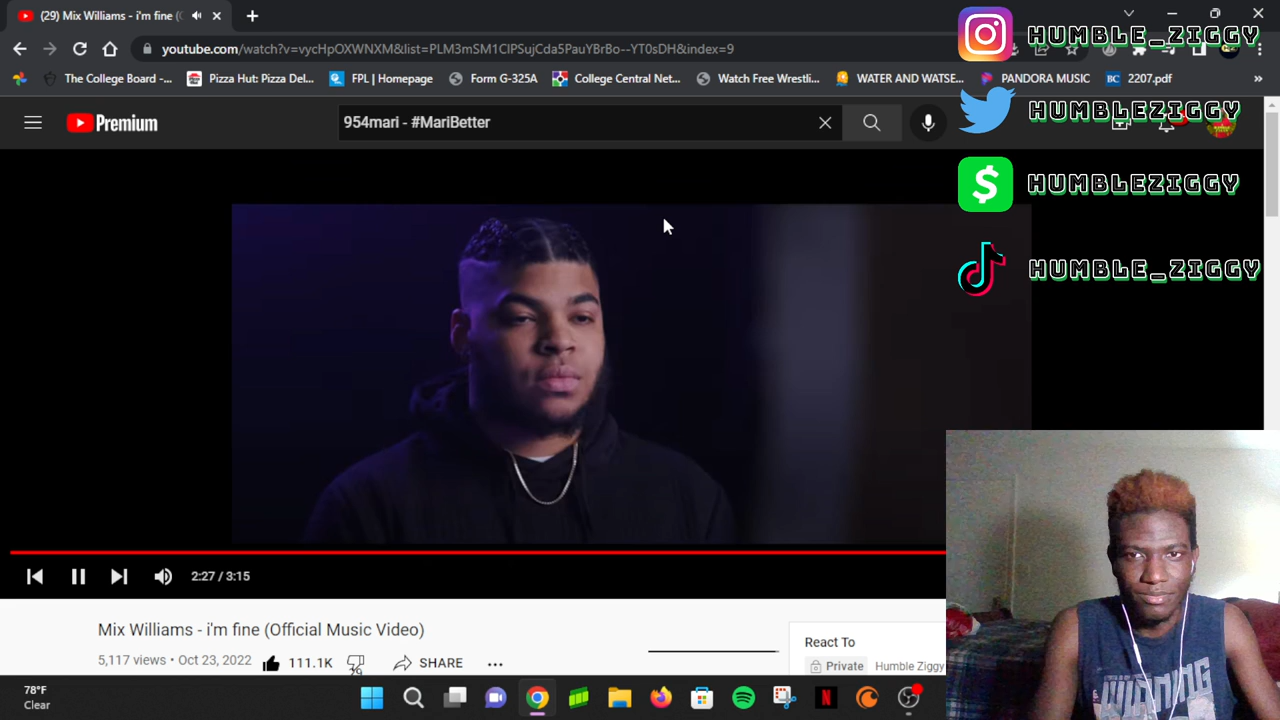 (29) Mix Williams - i'm fine (
youtube.com/watch?v=vycHpOXWNXM&list=PLM3mSM1ClPSujCda5PauYBrBo--YT0sDH&index=9
HUMBLE_ZIGGY
The College Board -...
Pizza Hut: Pizza Del...
FPL | Homepage
Form G-325A
College Central Net...
Watch Free Wrestli...
WATER AND WATSE...
PANDORA MUSIC
BC 2207.pdf
Premium
954mari - #MariBetter
HUMBLEZIGGY
$ HUMBLEZIGGY
HUMBLE_ZIGGY
2:27 / 3:15
Mix Williams - i'm fine (Official Music Video)
5,117 views • Oct 23, 2022
111.1K
SHARE
React To
Private
Humble Ziggy
78°F
Clear
N
WINNING